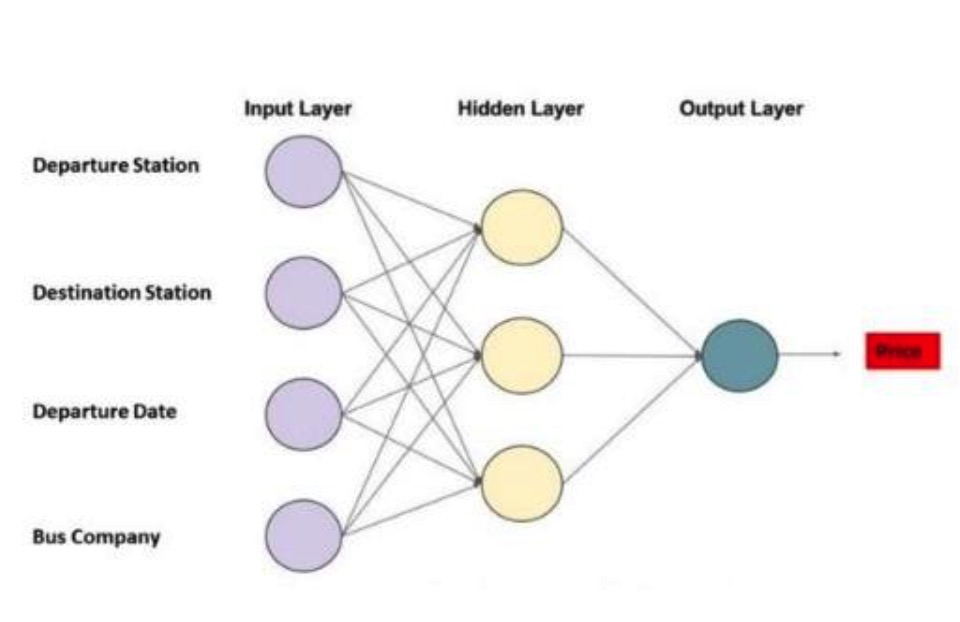 Input Layer
Hidden Layer
Output Layer
Departure Station
Destination Station
Price
Departure Date
Bus Company